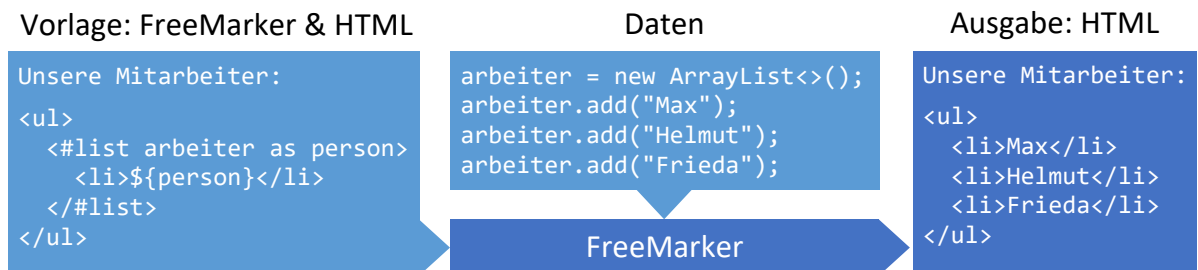 Vorlage: FreeMarker & HTML
Unsere Mitarbeiter:
<ul>
  <#list arbeiter as person>
    <li>${person}</li>
  </#list>
</ul>
Daten
arbeiter = new ArrayList<>();
arbeiter.add("Max");
arbeiter.add("Helmut");
arbeiter.add("Frieda");
FreeMarker
Ausgabe: HTML
Unsere Mitarbeiter:
<ul>
  <li>Max</li>
  <li>Helmut</li>
  <li>Frieda</li>
</ul>